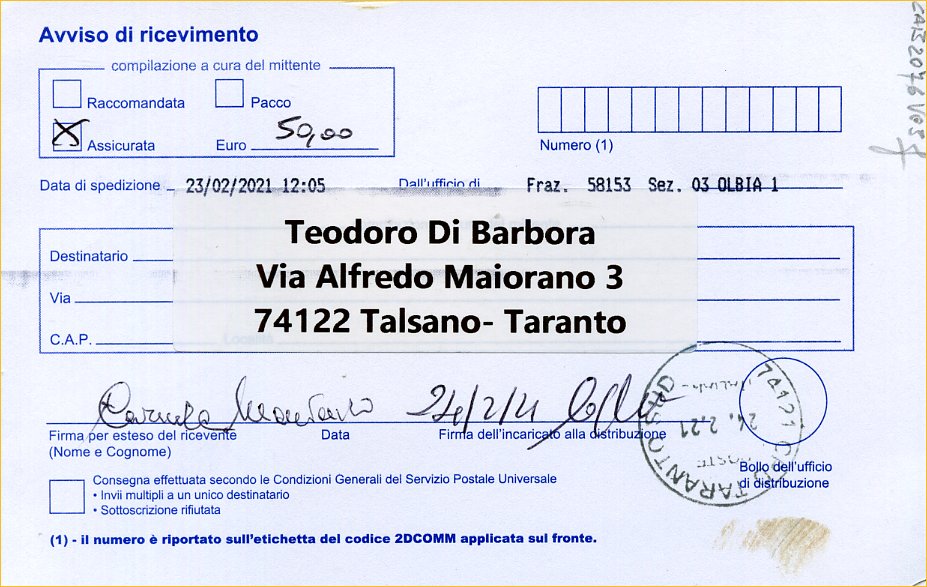 Avviso di ricevimento
compilazione a cura del mittente
Raccomandata Pacco
Assicurata Euro 50,00
Numero (1)
Data di spedizione 23/02/2021 12:05 Dall'ufficio di Fraz. 58153 Sez. 03 OLBIA 1
Teodoro Di Barbora
Destinatario
Via Alfredo Maiorano 3
Via
74122 Talsano- Taranto
C.A.P.
24/2/21
Firma per esteso del ricevente Data Firma dell'incaricato alla distribuzione
(Nome e Cognome)
74121 TARANTO SUD
24.2.21
Bollo dell'ufficio
di distribuzione
Consegna effettuata secondo le Condizioni Generali del Servizio Postale Universale
• Invii multipli a un unico destinatario
• Sottoscrizione rifiutata
(1) - il numero è riportato sull'etichetta del codice 2DCOMM applicata sul fronte.